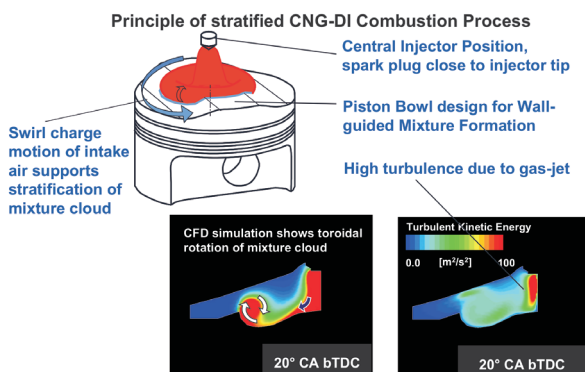 Principle of stratified CNG-DI Combustion Process
Central Injector Position,
spark plug close to injector tip
Piston Bowl design for Wall-
guided Mixture Formation
Swirl charge
motion of intake
air supports
stratification of
mixture cloud
High turbulence due to gas-jet
CFD simulation shows toroidal
rotation of mixture cloud
20° CA bTDC
Turbulent Kinetic Energy
0.0 [m²/s²] 100
20° CA bTDC